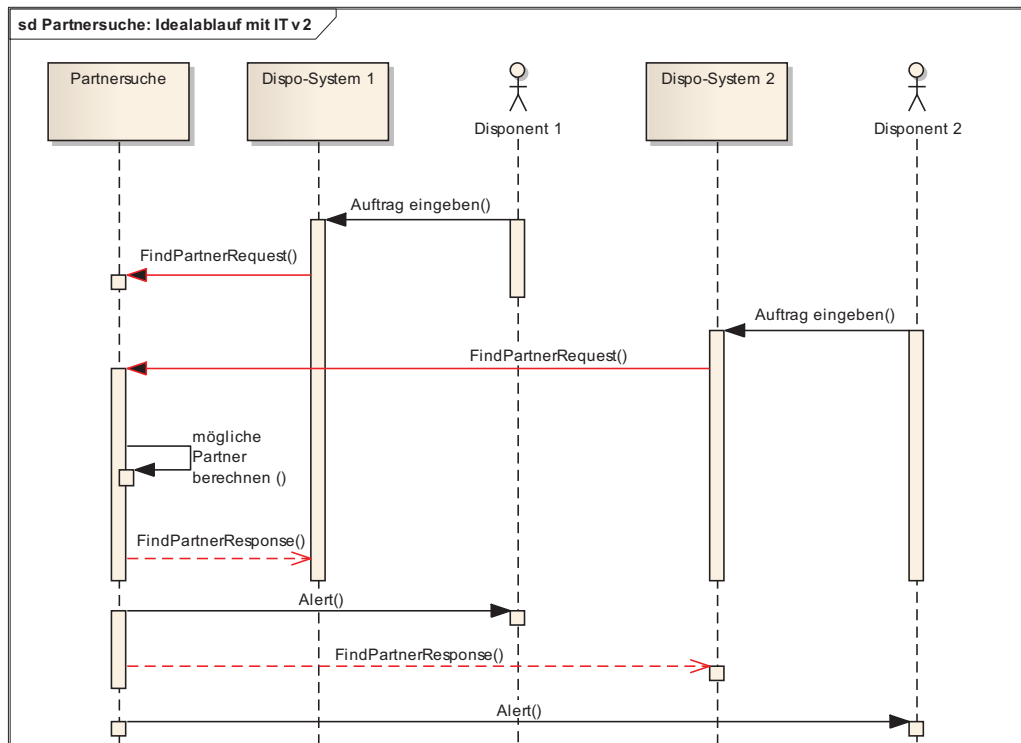 sd Partnersuche: Idealablauf mit IT v2
Partnersuche
Dispo-System 1
Disponent 1
Dispo-System 2
Disponent 2
Auftrag eingeben()
FindPartnerRequest()
Auftrag eingeben()
FindPartnerRequest()
mögliche
Partner
berechnen ()
FindPartnerResponse()
Alert()
FindPartnerResponse()
Alert()